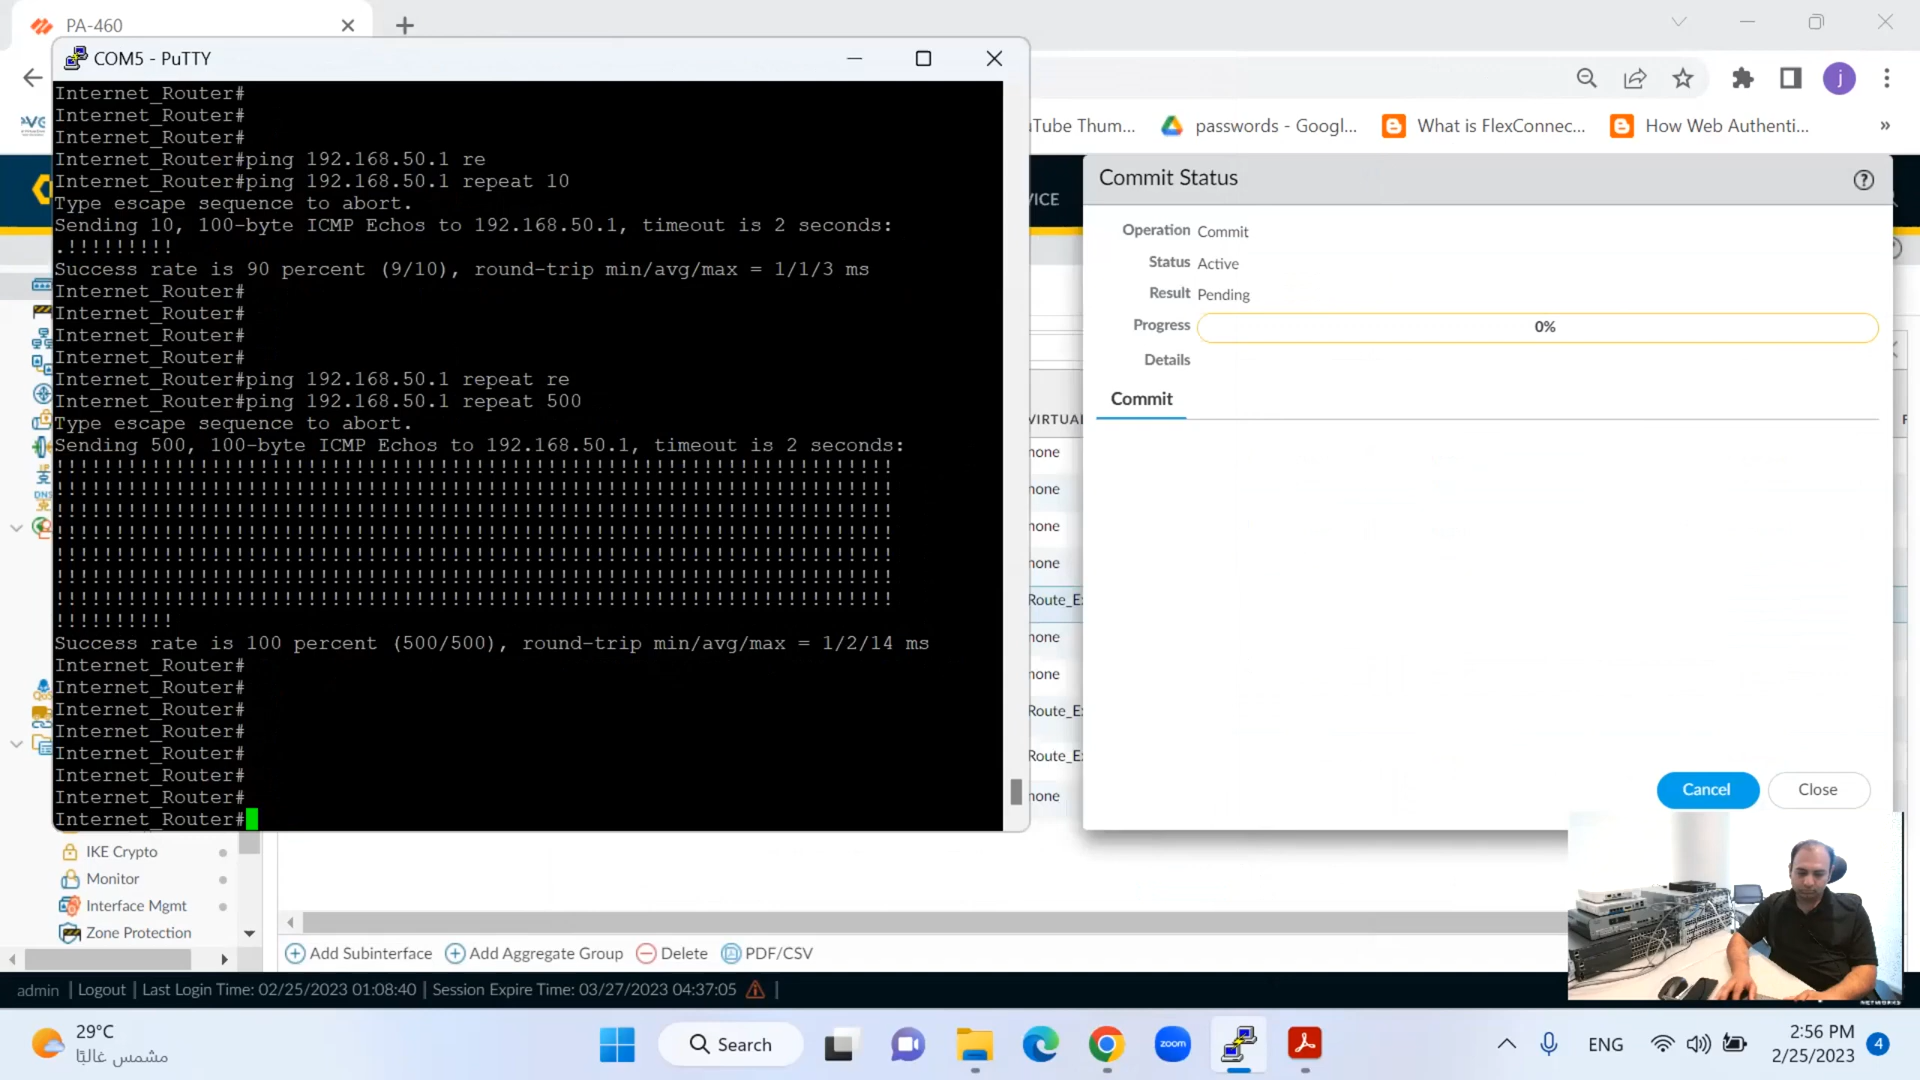 PA-460
COM5 - PuTTY
Internet_Router#
Internet_Router#
Internet_Router#
Internet_Router#ping 192.168.50.1 re
Internet_Router#ping 192.168.50.1 repeat 10
Type escape sequence to abort.
Sending 10, 100-byte ICMP Echos to 192.168.50.1, timeout is 2 seconds:
.!!!!!!!!!
Success rate is 90 percent (9/10), round-trip min/avg/max = 1/1/3 ms
Internet_Router#
Internet_Router#
Internet_Router#
Internet_Router#
Internet_Router#ping 192.168.50.1 repeat re
Internet_Router#ping 192.168.50.1 repeat 500
Type escape sequence to abort.
Sending 500, 100-byte ICMP Echos to 192.168.50.1, timeout is 2 seconds:
!!!!!!!!!!!!!!!!!!!!!!!!!!!!!!!!!!!!!!!!!!!!!!!!!!!!!!!!!!!!!!!!!!!!!!
!!!!!!!!!!!!!!!!!!!!!!!!!!!!!!!!!!!!!!!!!!!!!!!!!!!!!!!!!!!!!!!!!!!!!!
!!!!!!!!!!!!!!!!!!!!!!!!!!!!!!!!!!!!!!!!!!!!!!!!!!!!!!!!!!!!!!!!!!!!!!
!!!!!!!!!!!!!!!!!!!!!!!!!!!!!!!!!!!!!!!!!!!!!!!!!!!!!!!!!!!!!!!!!!!!!!
!!!!!!!!!!!!!!!!!!!!!!!!!!!!!!!!!!!!!!!!!!!!!!!!!!!!!!!!!!!!!!!!!!!!!!
!!!!!!!!!!!!!!!!!!!!!!!!!!!!!!!!!!!!!!!!!!!!!!!!!!!!!!!!!!!!!!!!!!!!!!
!!!!!!!!!!!!!!!!!!!!!!!!!!!!!!!!!!!!!!!!!!!!!!!!!!!!!!!!!!!!!!!!!!!!!!
!!!!!!!!!!
Success rate is 100 percent (500/500), round-trip min/avg/max = 1/2/14 ms
Internet_Router#
Internet_Router#
Internet_Router#
Internet_Router#
Internet_Router#
Internet_Router#
Internet_Router#
Internet_Router#
j
uTube Thum... passwords - Googl... What is FlexConnec... How Web Authenti... »
VICE
Commit Status
Operation Commit
Status Active
Result Pending
Progress 0%
Details
Commit
Cancel Close
VIRTUAL
none
none
none
none
Route_E
none
none
Route_E
Route_E
none
DNS
QoS
IKE Crypto
Monitor
Interface Mgmt
Zone Protection
Add Subinterface Add Aggregate Group Delete PDF/CSV
admin | Logout | Last Login Time: 02/25/2023 01:08:40 | Session Expire Time: 03/27/2023 04:37:05 |
NETWORKS
29°C
مشمس غالبًا
Search
zoom
ENG
2:56 PM
2/25/2023
4